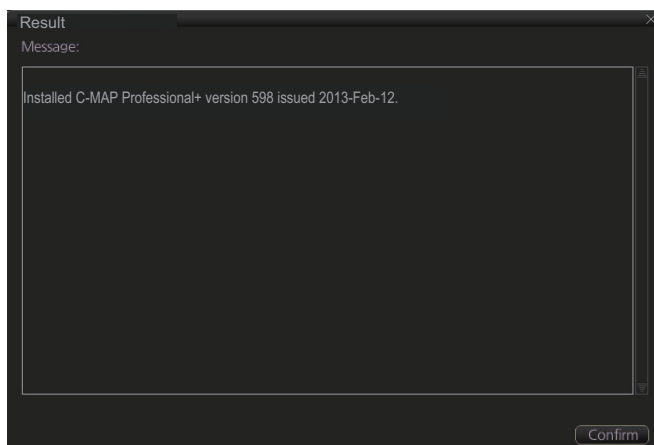 Result
Message:
Installed C-MAP Professional+ version 598 issued 2013-Feb-12.
Confirm